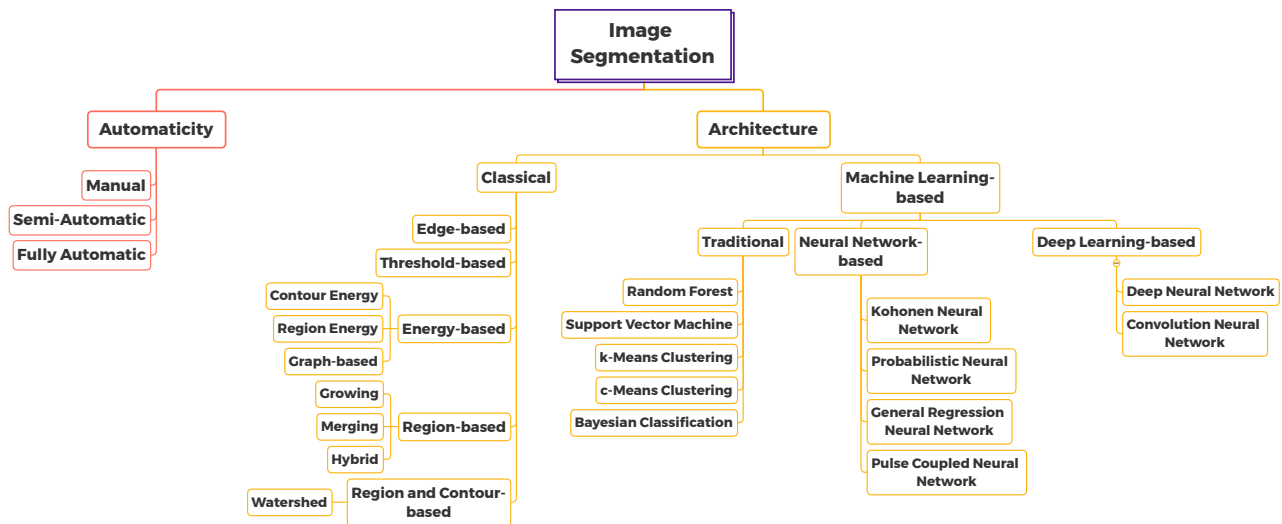 Image
Segmentation
Automaticity
Architecture
Manual
Semi-Automatic
Fully Automatic
Classical
Machine Learning-
based
Edge-based
Threshold-based
Contour Energy
Region Energy
Graph-based
Energy-based
Growing
Merging
Hybrid
Region-based
Watershed
Region and Contour-
based
Traditional
Random Forest
Support Vector Machine
k-Means Clustering
c-Means Clustering
Bayesian Classification
Neural Network-
based
Kohonen Neural
Network
Probabilistic Neural
Network
General Regression
Neural Network
Pulse Coupled Neural
Network
Deep Learning-based
Deep Neural Network
Convolution Neural
Network